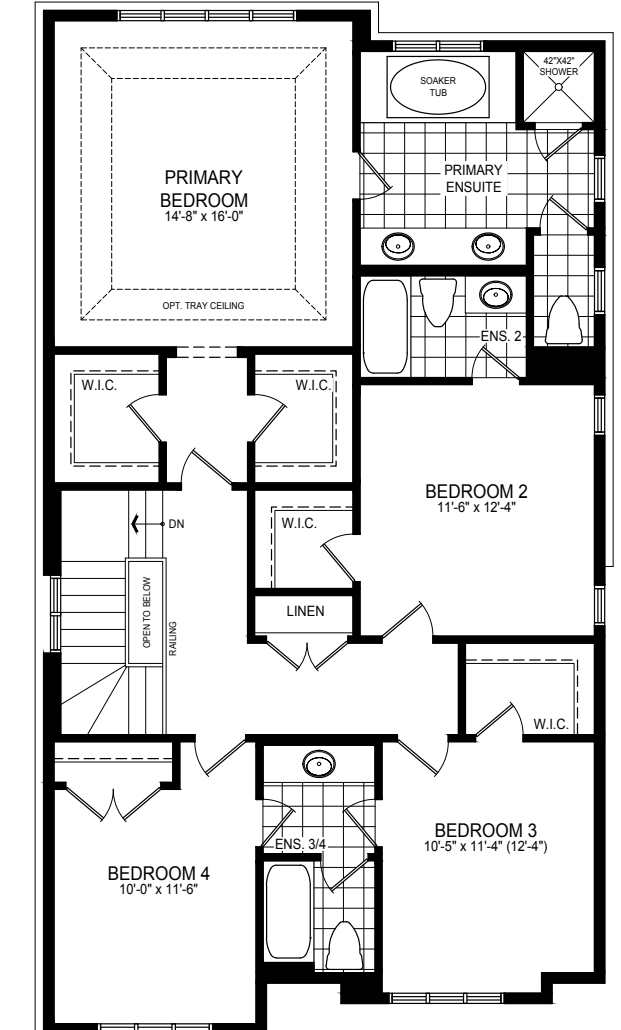 42"X42"
SHOWER
SOAKER
TUB
PRIMARY
BEDROOM
14'-8" x 16'-0"
PRIMARY
ENSUITE
OPT. TRAY CEILING
ENS. 2
W.I.C.
W.I.C.
BEDROOM 2
11'-6" x 12'-4"
W.I.C.
DN
OPEN TO BELOW
RAILING
LINEN
W.I.C.
ENS. 3/4
BEDROOM 3
10'-5" x 11'-4" (12'-4")
BEDROOM 4
10'-0" x 11'-6"